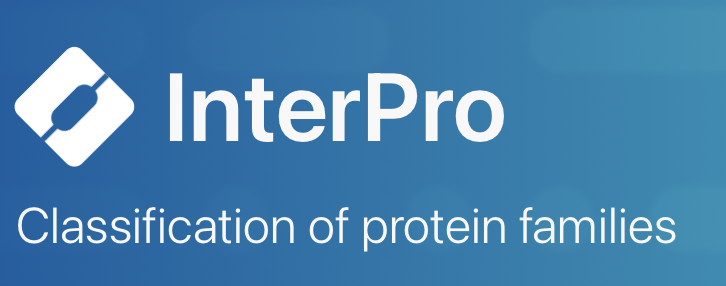 InterPro
Classification of protein families